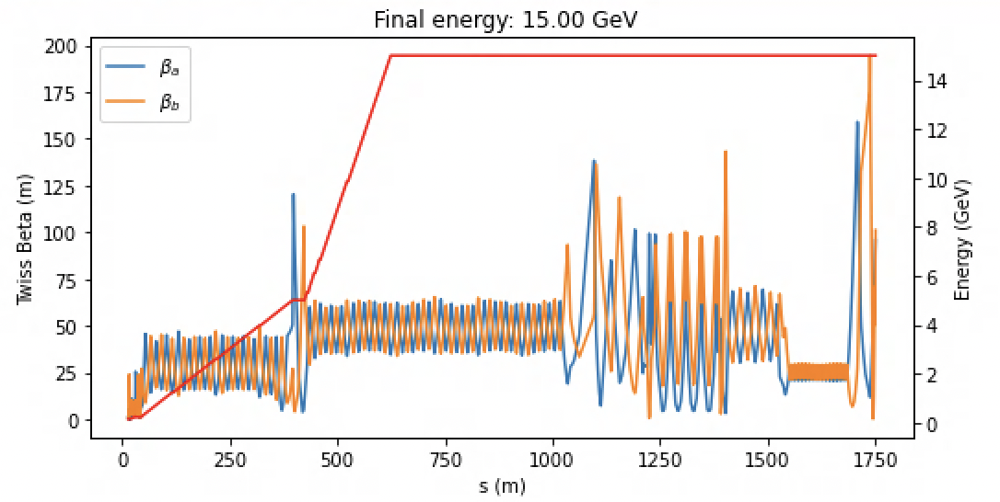 Final energy: 15.00 GeV
βa
βb
Twiss Beta (m)
200
175
150
125
100
75
50
25
0
14
12
10
8
6
4
2
0
Energy (GeV)
0 250 500 750 1000 1250 1500 1750
s (m)